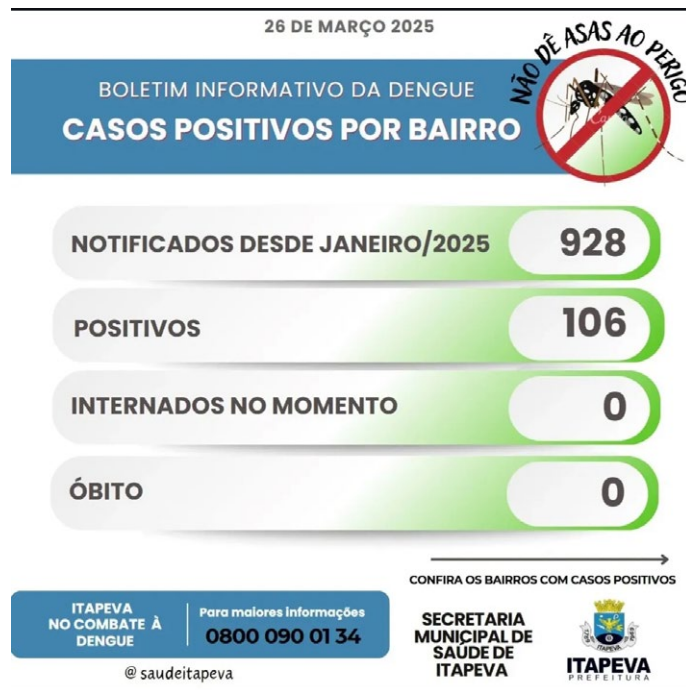 26 DE MARÇO 2025
NÃO DÊ ASAS AO PERIGO
BOLETIM INFORMATIVO DA DENGUE
CASOS POSITIVOS POR BAIRRO
NOTIFICADOS DESDE JANEIRO/2025 928
POSITIVOS 106
INTERNADOS NO MOMENTO 0
ÓBITO 0
CONFIRA OS BAIRROS COM CASOS POSITIVOS
ITAPEVA
NO COMBATE À
DENGUE
Para maiores informações
0800 090 01 34
@ saudeitapeva
SECRETARIA
MUNICIPAL DE
SAÚDE DE
ITAPEVA
ITAPEVA
PREFEITURA